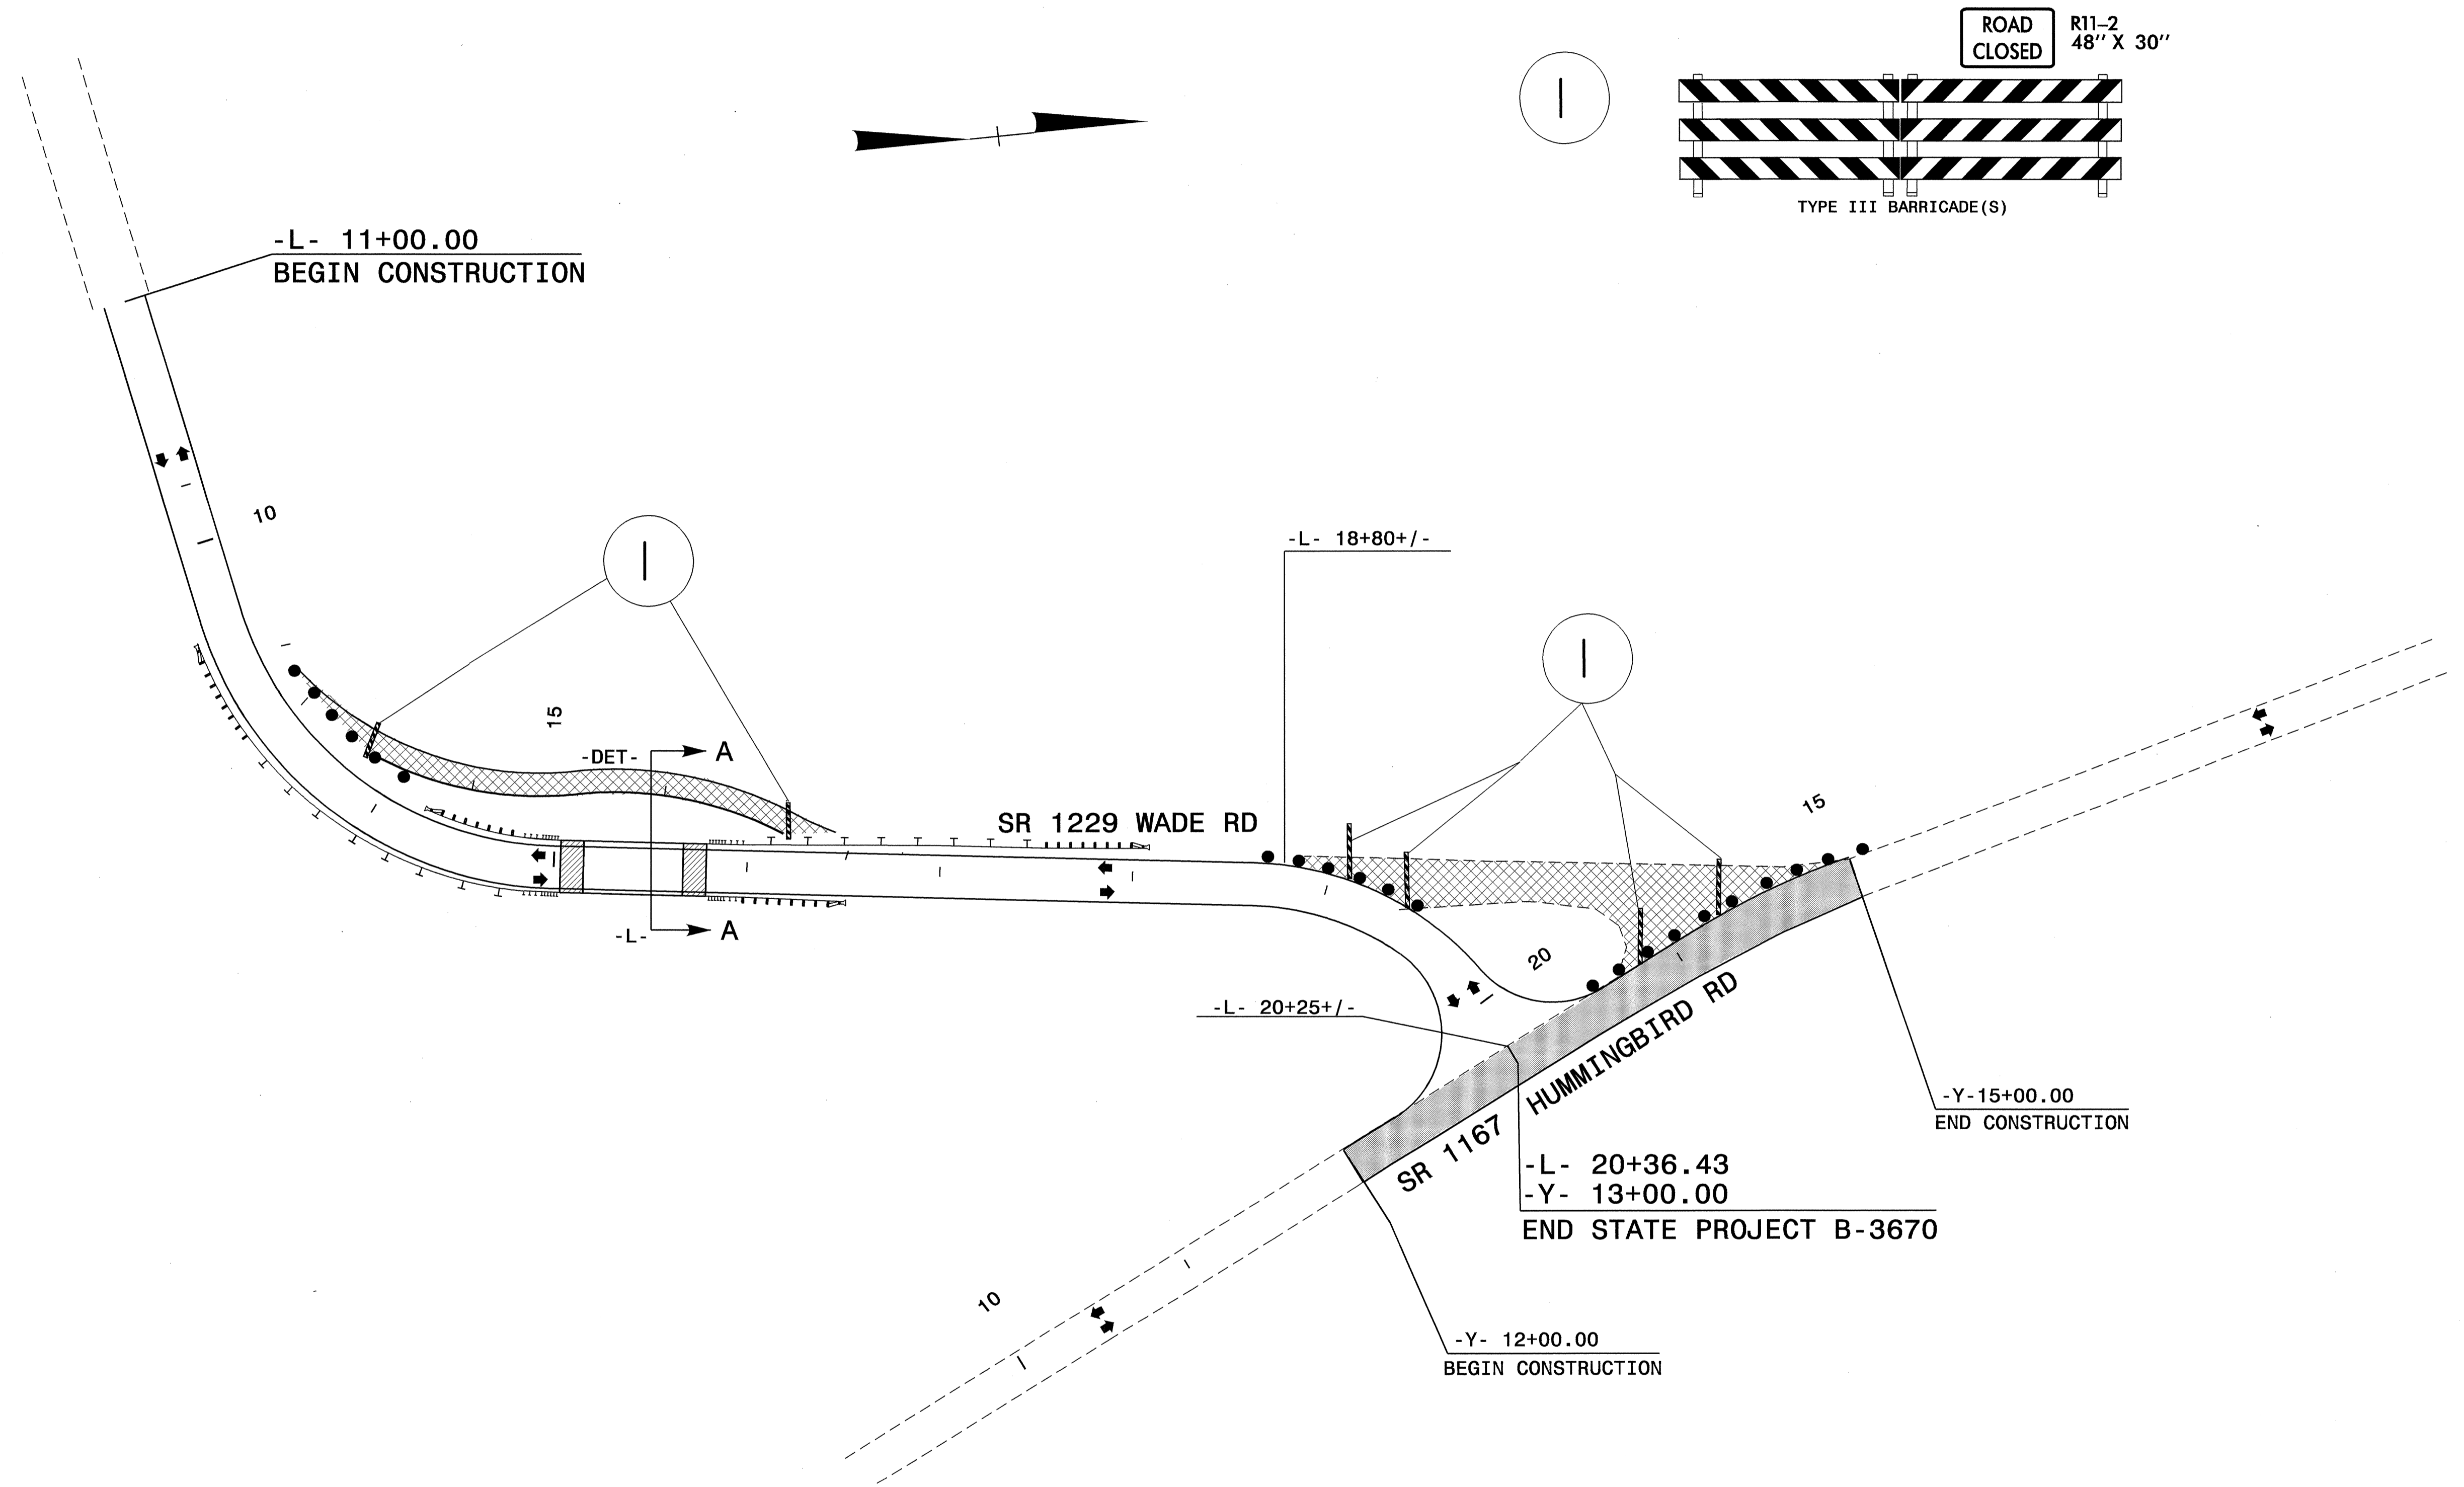 ROAD
CLOSED
R11-2
48" X 30"
I
TYPE III BARRICADE(S)
-L- 11+00.00
BEGIN CONSTRUCTION
10
I
-L- 18+80+/-
I
15
-DET-
A
SR 1229 WADE RD
15
-L-
A
20
-L- 20+25+/-
SR 1167 HUMMINGBIRD RD
-Y-15+00.00
END CONSTRUCTION
-L- 20+36.43
-Y- 13+00.00
END STATE PROJECT B-3670
10
-Y- 12+00.00
BEGIN CONSTRUCTION